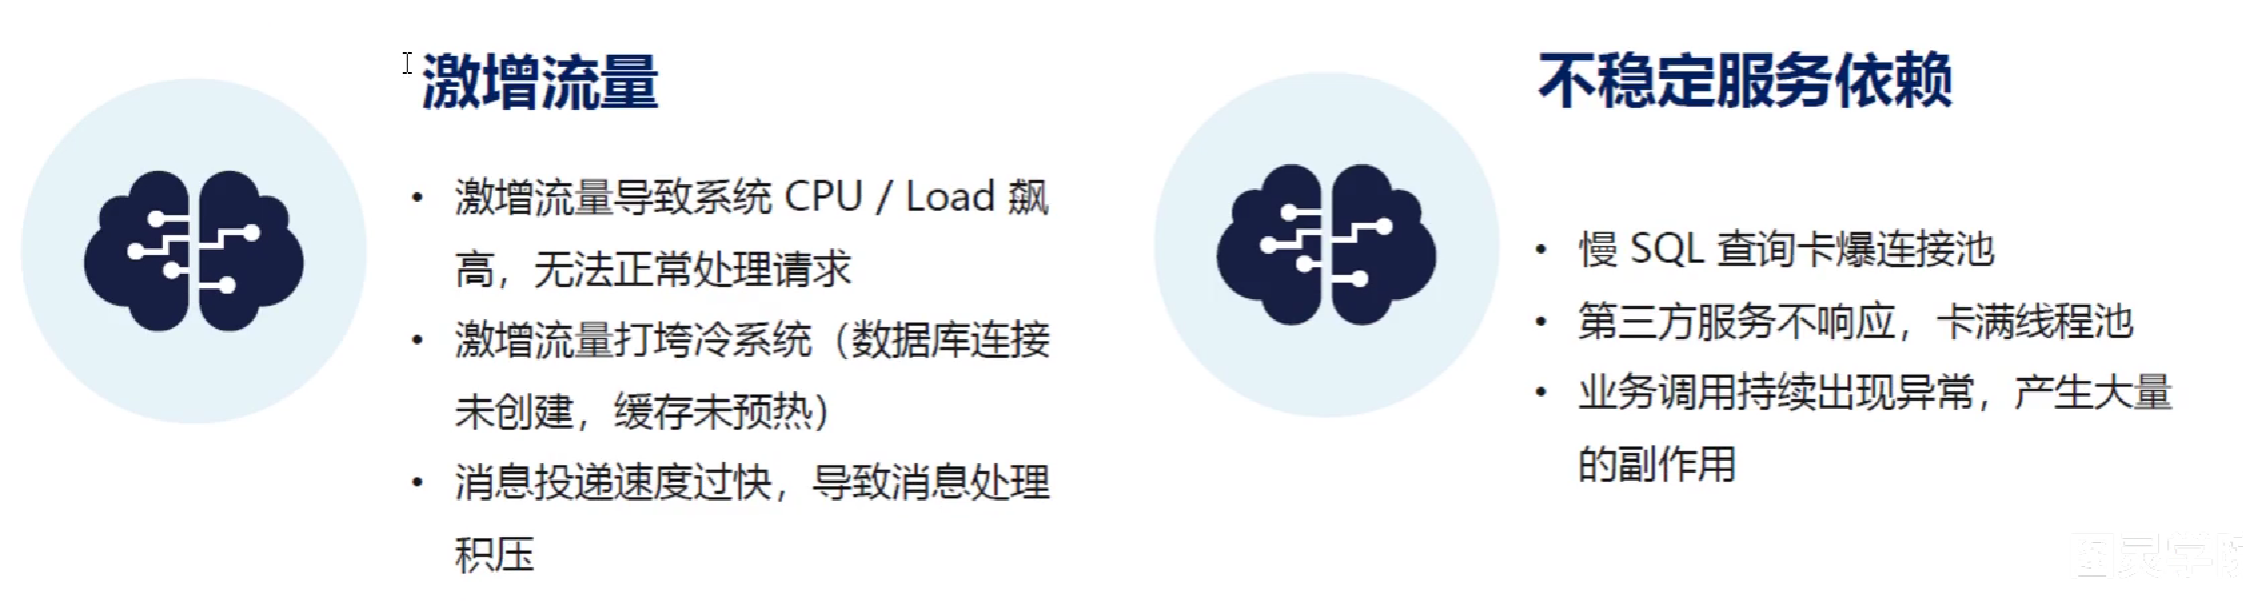 激增流量
• 激增流量导致系统 CPU / Load 飙
高，无法正常处理请求
• 激增流量打垮冷系统（数据库连接
未创建，缓存未预热）
• 消息投递速度过快，导致消息处理
积压
不稳定服务依赖
• 慢 SQL 查询卡爆连接池
• 第三方服务不响应，卡满线程池
• 业务调用持续出现异常，产生大量
的副作用
图灵学院